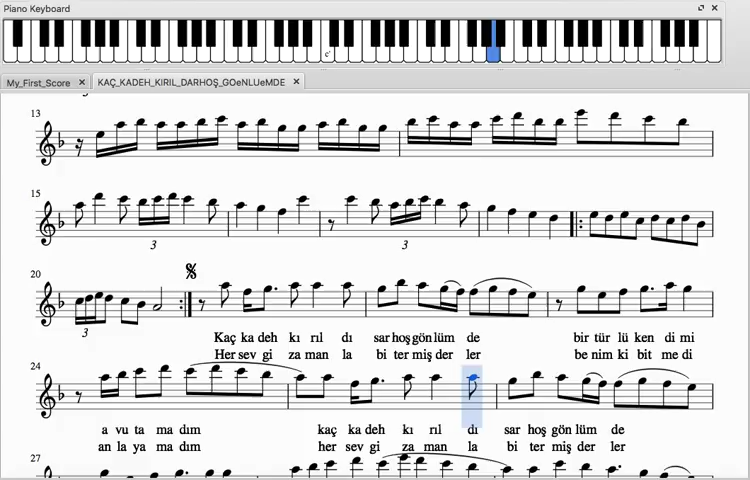 Piano Keyboard
c'
My_First_Score
KAÇ_KADEH_KIRIL_DARHOŞ_GOeNLUeMDE
13
15
3
3
20
3
Kaç ka deh kı rıl dı sar hoş gön lüm de bir tür lü ken di mi
Her sev gi za man la bi ter miş der ler be nim ki bit me di
24
a vu ta ma dım kaç ka deh kı rıl dı sar hoş gön lüm de
an la ya ma dım her sev gi za man la bi ter miş der ler
27